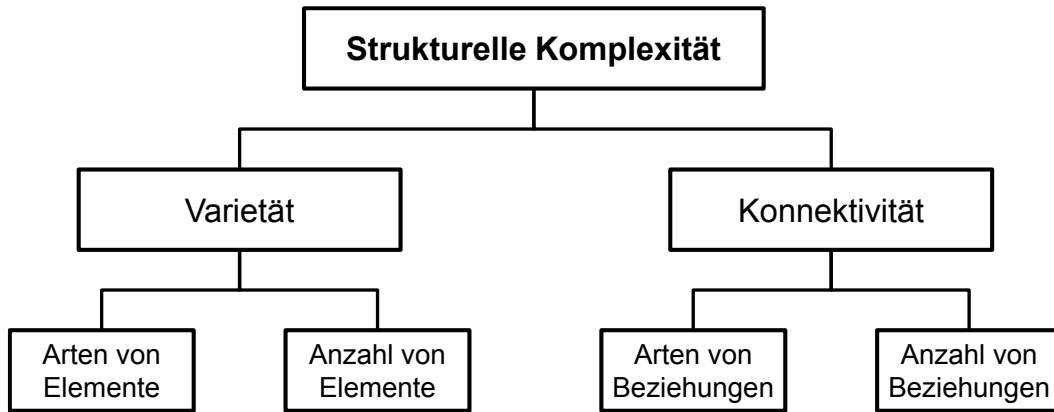 Strukturelle Komplexität
Varietät
Konnektivität
Arten von
Elemente
Anzahl von
Elemente
Arten von
Beziehungen
Anzahl von
Beziehungen